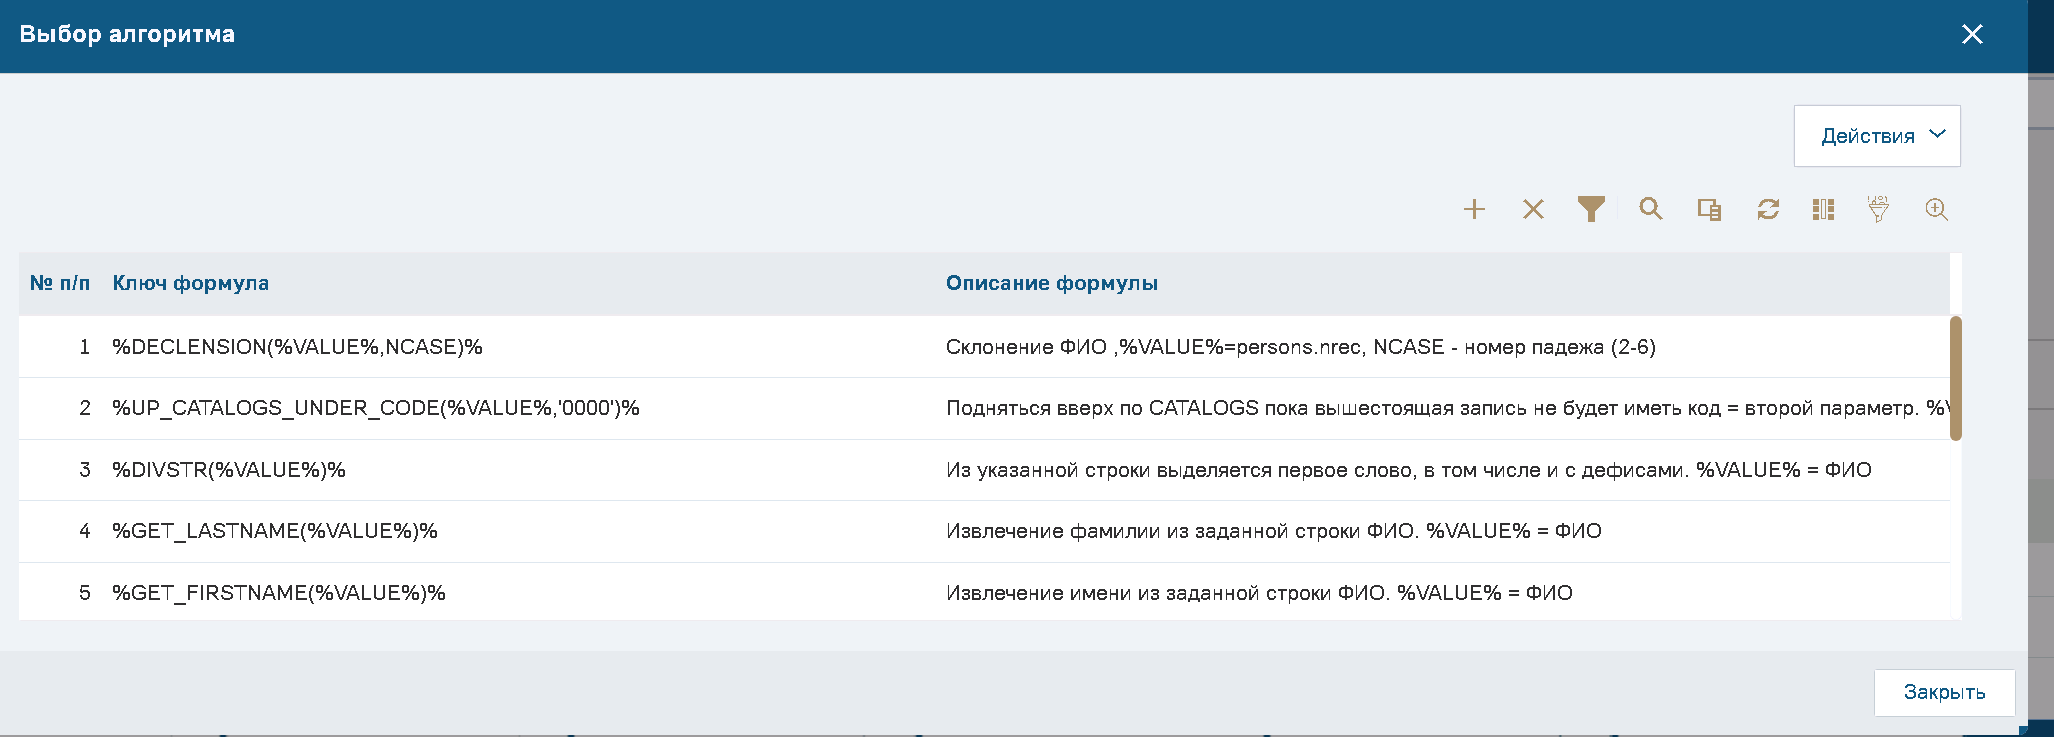 Выбор алгоритма
Действия
№ п/п Ключ формула Описание формулы
1 %DECLENSION(%VALUE%,NCASE)% Склонение ФИО ,%VALUE%=persons.nrec, NCASE - номер падежа (2-6)
2 %UP_CATALOGS_UNDER_CODE(%VALUE%,'0000')% Подняться вверх по CATALOGS пока вышестоящая запись не будет иметь код = второй параметр.
3 %DIVSTR(%VALUE%)% Из указанной строки выделяется первое слово, в том числе и с дефисами. %VALUE% = ФИО
4 %GET_LASTNAME(%VALUE%)% Извлечение фамилии из заданной строки ФИО. %VALUE% = ФИО
5 %GET_FIRSTNAME(%VALUE%)% Извлечение имени из заданной строки ФИО. %VALUE% = ФИО
Закрыть